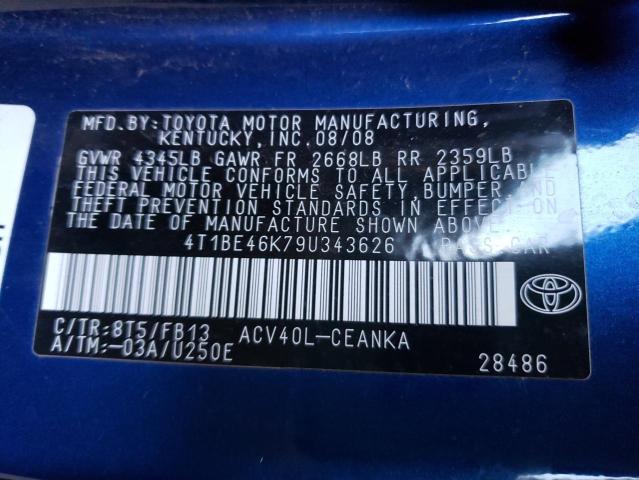 MFD.BY:TOYOTA MOTOR MANUFACTURING,
KENTUCKY,INC.08/08
GVWR 4345LB GAWR FR 2668LB RR 2359LB
THIS VEHICLE CONFORMS TO ALL APPLICABLE
FEDERAL MOTOR VEHICLE SAFETY,BUMPER AND
THEFT PREVENTION STANDARDS IN EFFECT ON
THE DATE OF MANUFACTURE SHOWN ABOVE.
4T1BE46K79U343626 PASS CAR
C/TR:8T5/FB13 ACV40L-CEANKA
A/TM:-03A/U250E 28486